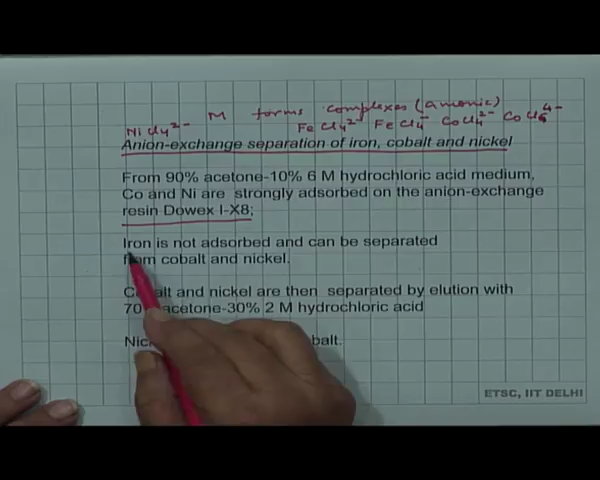 M forms complexes (anionic)
NiCl4 2- FeCl4 2- FeCl4 - CoCl4 2- CoCl6 4-
Anion-exchange separation of iron, cobalt and nickel
From 90% acetone-10% 6 M hydrochloric acid medium,
Co and Ni are strongly adsorbed on the anion-exchange
resin Dowex I-X8;
Iron is not adsorbed and can be separated
from cobalt and nickel.
Cobalt and nickel are then separated by elution with
70 acetone-30% 2 M hydrochloric acid
balt.
ETSC, IIT DELHI